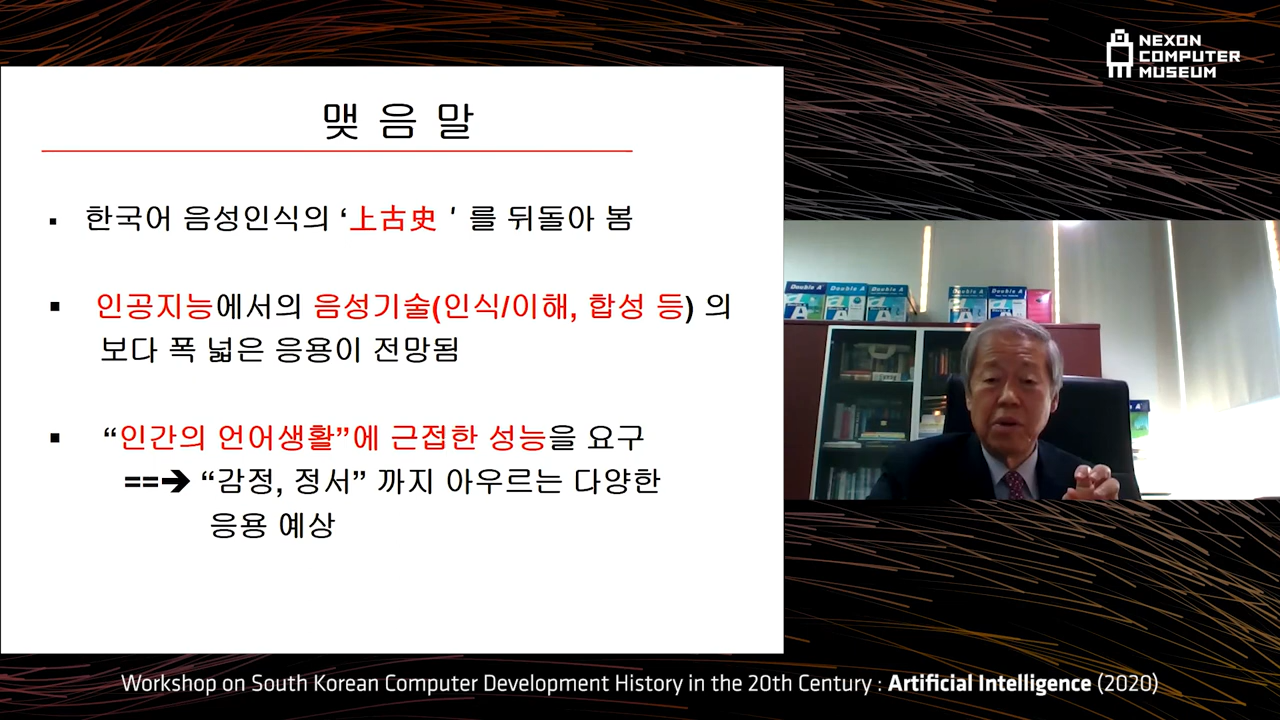 NEXON
COMPUTER
MUSEUM
맺 음 말
▪ 한국어 음성인식의 ‘上古史 ′ 를 뒤돌아 봄
▪ 인공지능에서의 음성기술(인식/이해, 합성 등) 의
보다 폭 넓은 응용이 전망됨
▪ “인간의 언어생활”에 근접한 성능을 요구
==➔ “감정, 정서” 까지 아우르는 다양한
응용 예상
Double A Double A Double A Double A Double A
Workshop on South Korean Computer Development History in the 20th Century : Artificial Intelligence (2020)